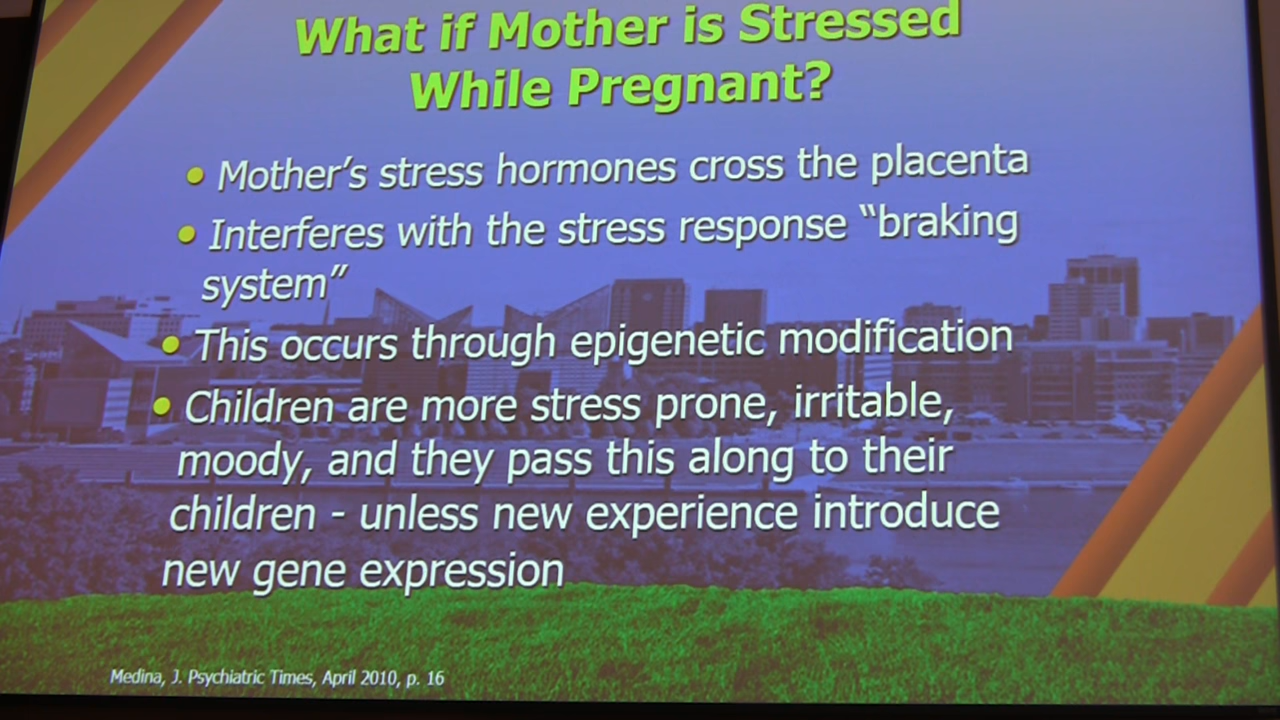 What if Mother is Stressed
While Pregnant?
• Mother's stress hormones cross the placenta
• Interferes with the stress response “braking
system”
• This occurs through epigenetic modification
• Children are more stress prone, irritable,
moody, and they pass this along to their
children - unless new experience introduce
new gene expression
Medina, J. Psychiatric Times, April 2010, p. 16